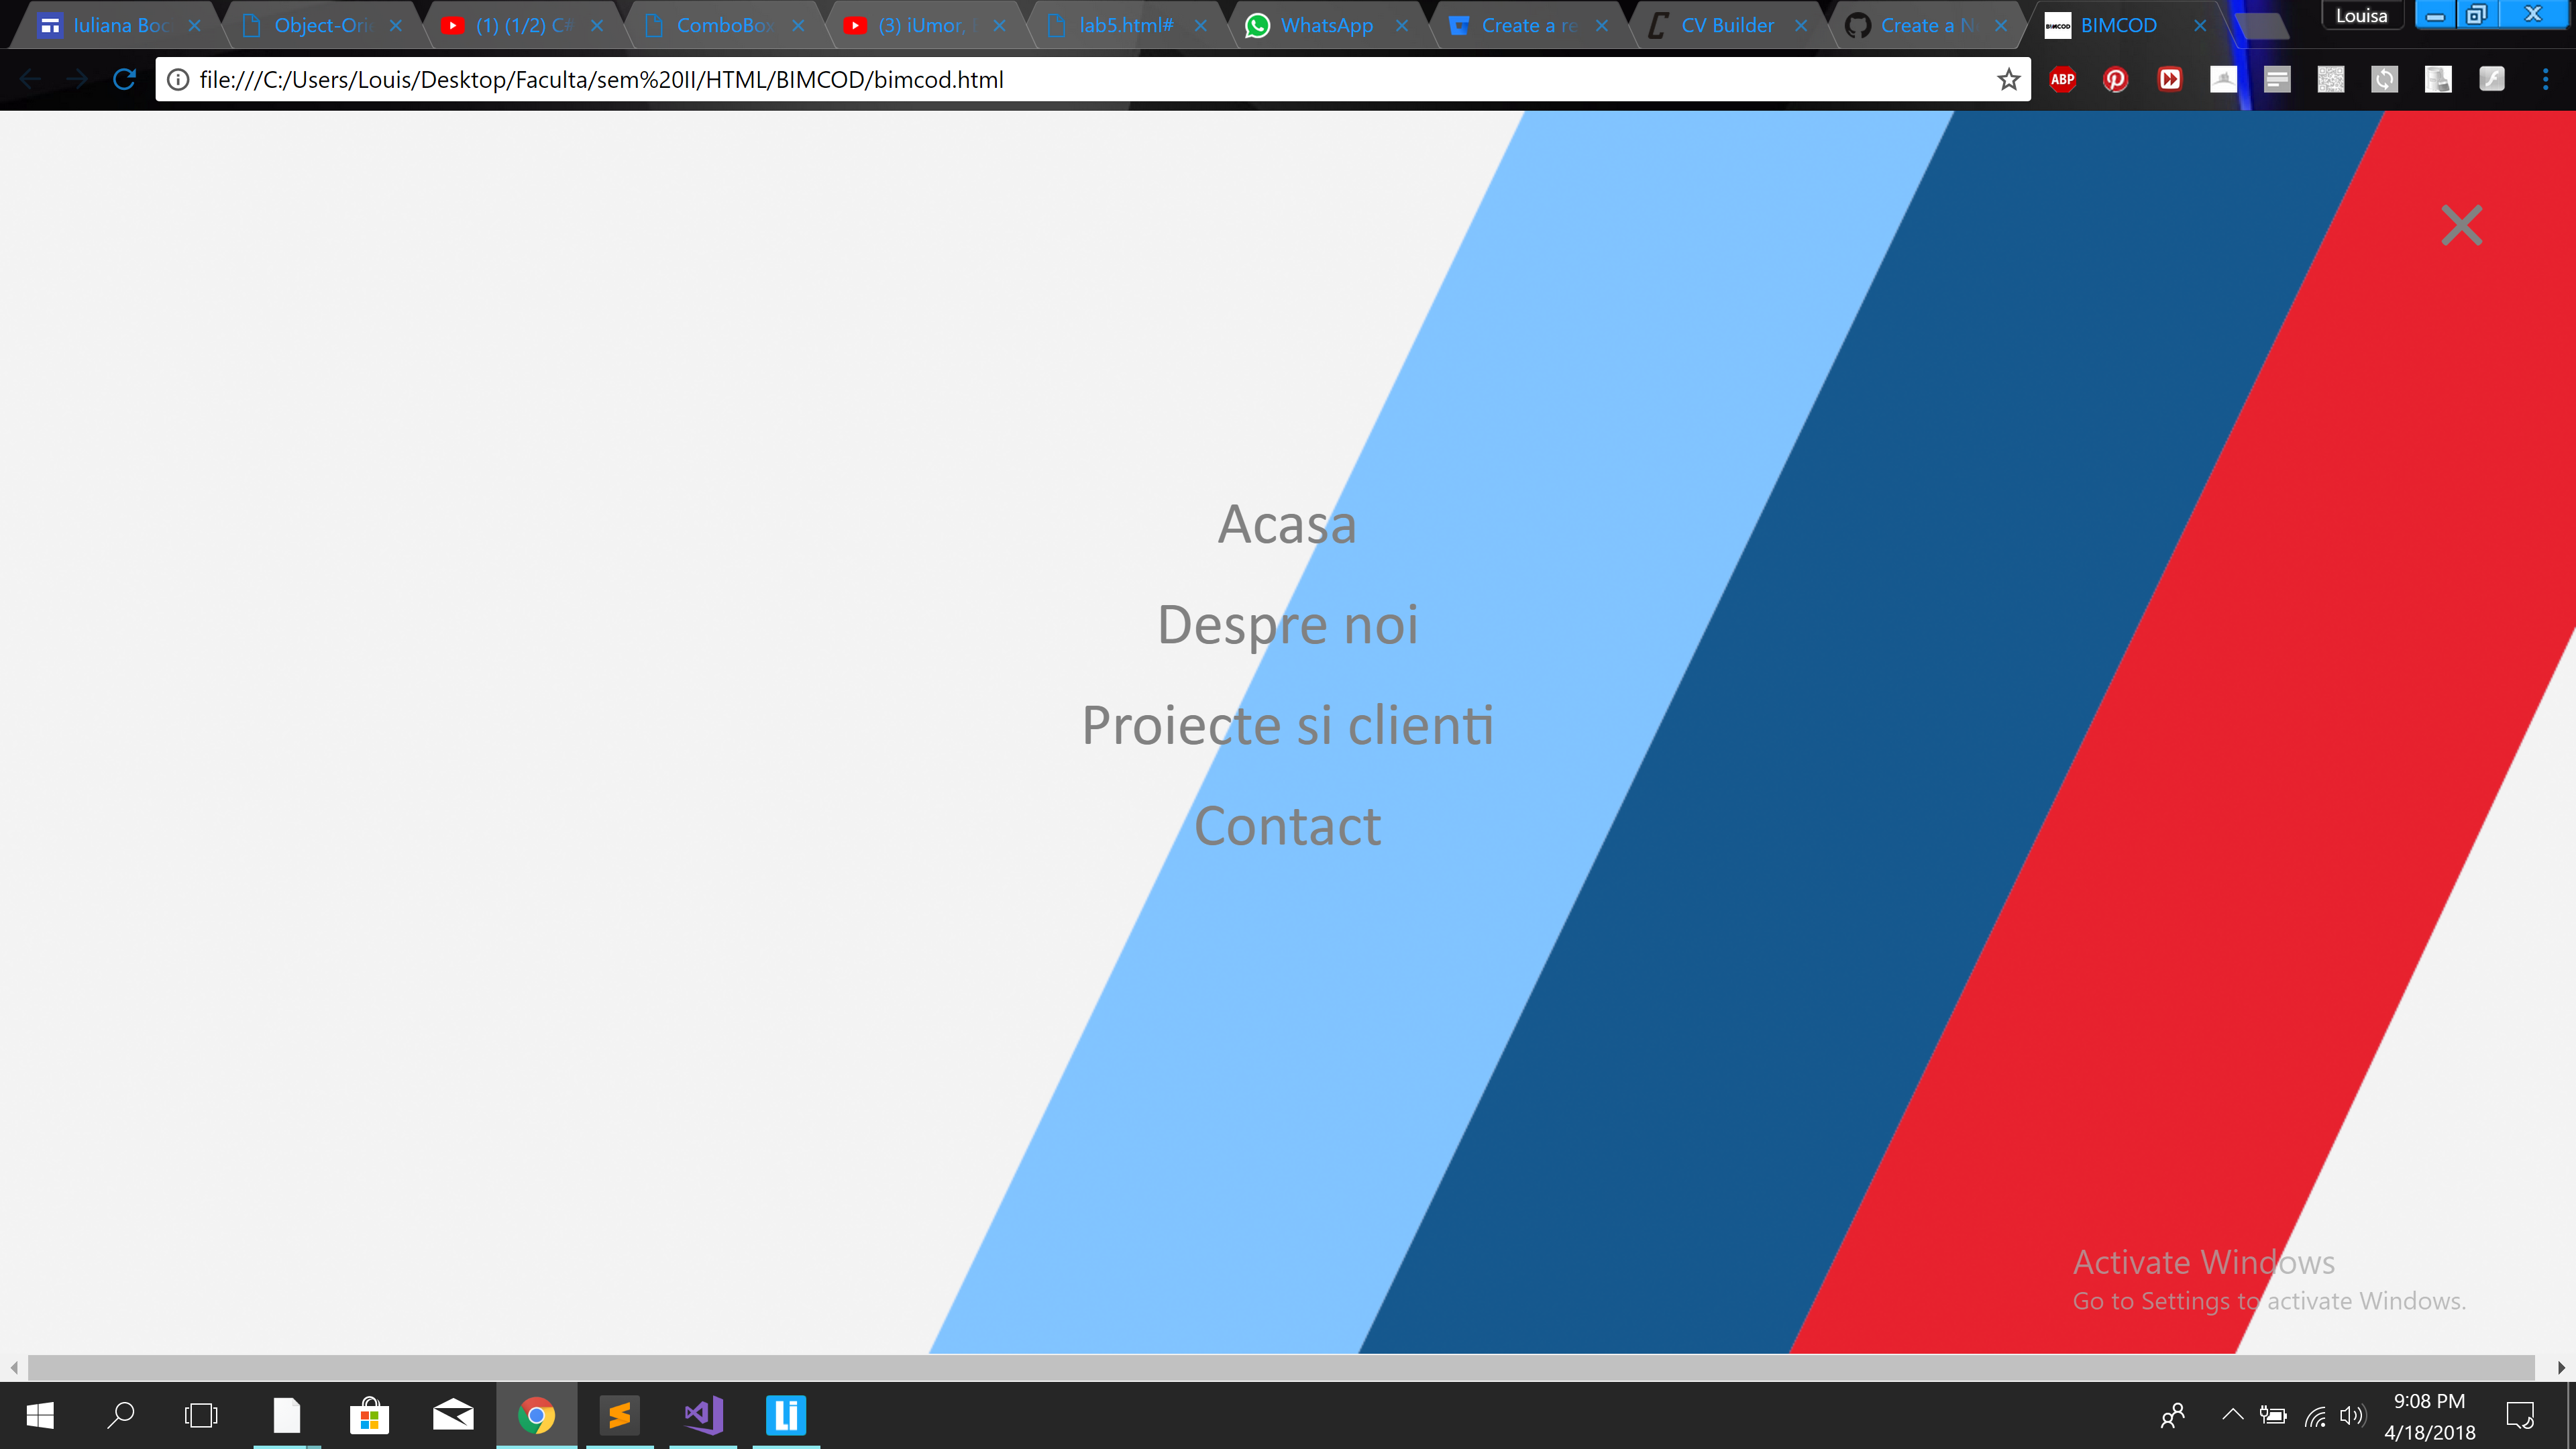 Iuliana Boc
Object-Ori
(1) (1/2) C#
ComboBox
(3) iUmor,
lab5.html#
WhatsApp
Create a re
CV Builder
Create a N
BIMCOD
BIMCOD
Louisa
file:///C:/Users/Louis/Desktop/Faculta/sem%20II/HTML/BIMCOD/bimcod.html
ABP
Acasa
Despre noi
Proiecte si clienti
Contact
Activate Windows
Go to Settings to activate Windows.
Li
9:08 PM
4/18/2018